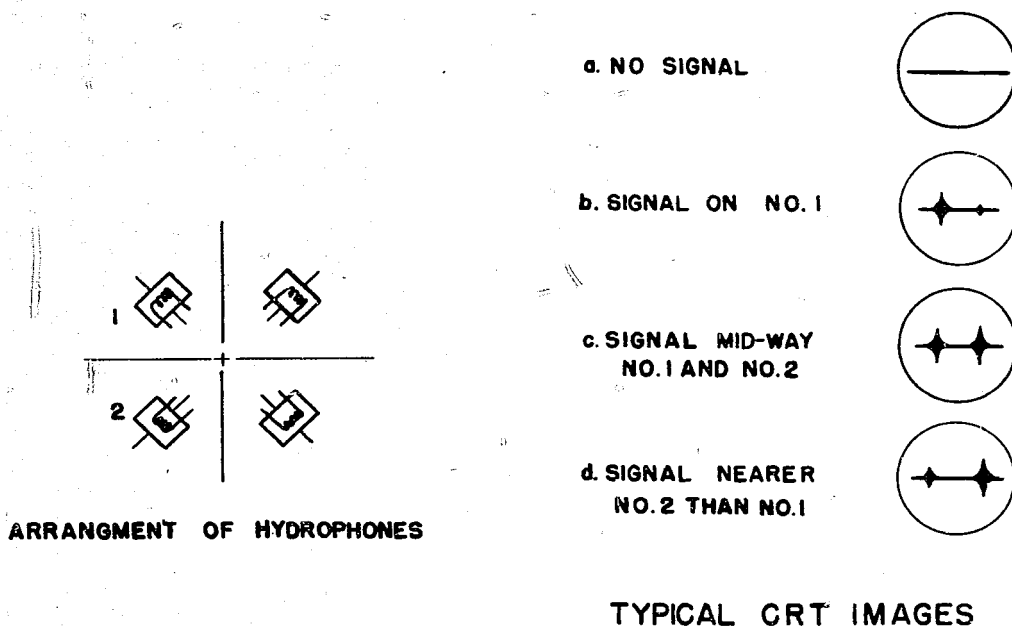 a. NO SIGNAL
b. SIGNAL ON NO. 1
1
c. SIGNAL MID-WAY
NO. 1 AND NO. 2
2
d. SIGNAL NEARER
NO. 2 THAN NO. 1
ARRANGMENT OF HYDROPHONES
TYPICAL CRT IMAGES